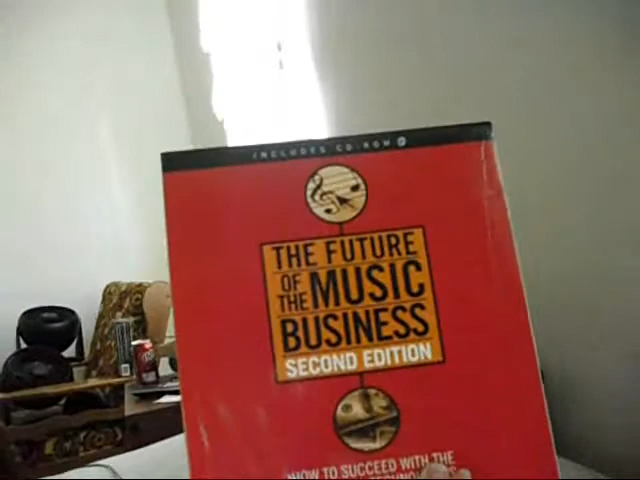 INCLUDES CD-ROM
THE FUTURE
OF THE MUSIC
BUSINESS
SECOND EDITION
HOW TO SUCCEED WITH THE